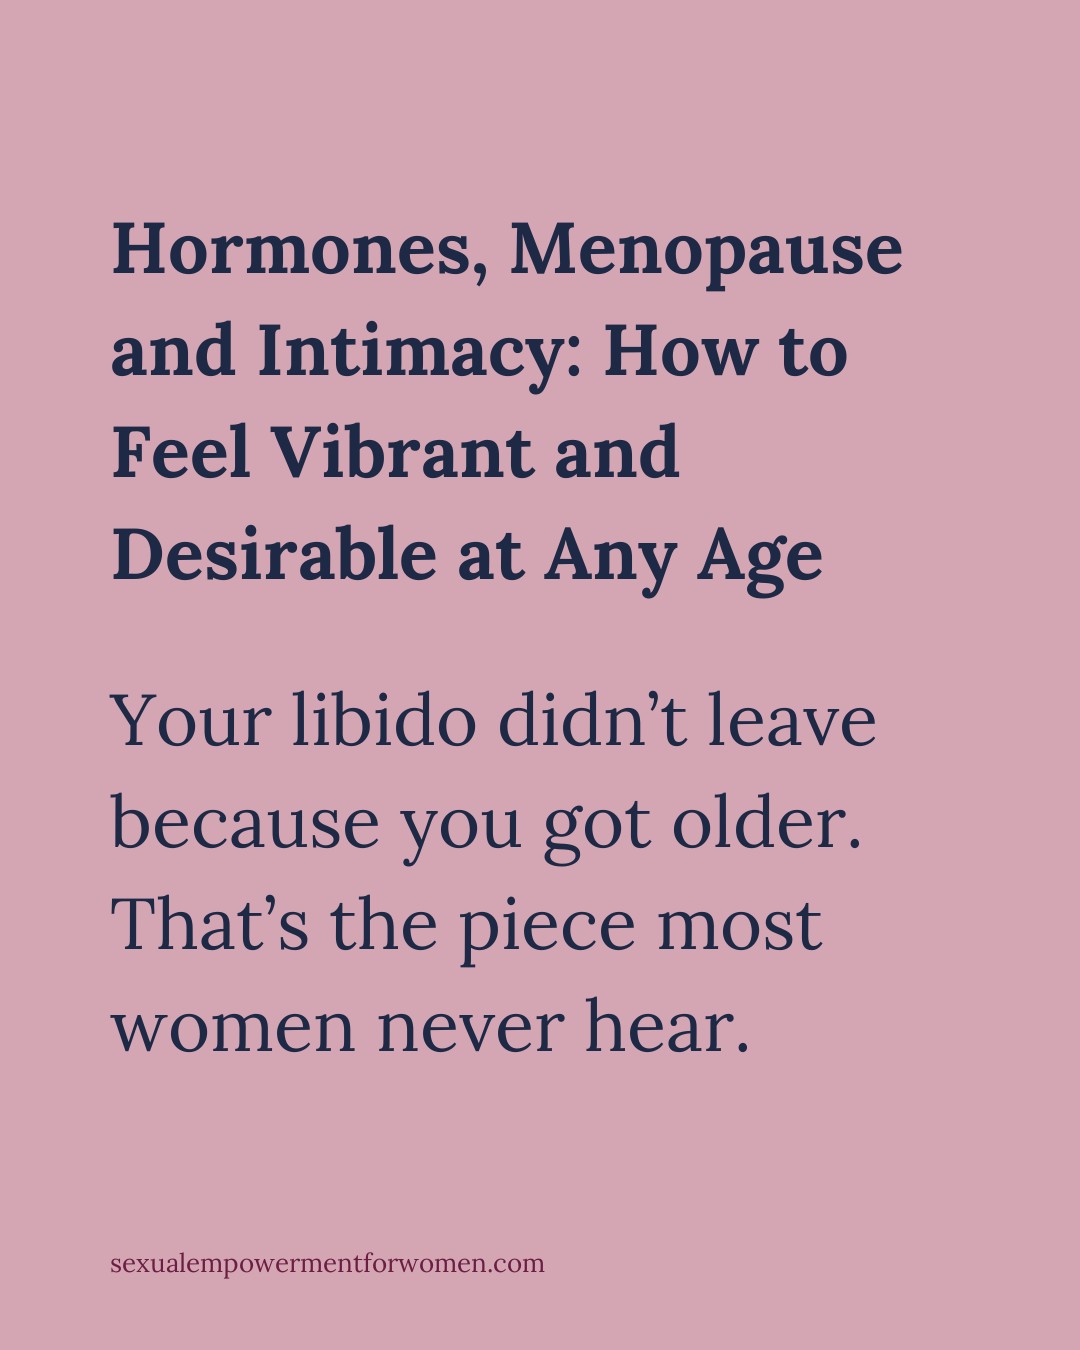 Hormones, Menopause
and Intimacy: How to
Feel Vibrant and
Desirable at Any Age
Your libido didn’t leave
because you got older.
That’s the piece most
women never hear.
sexualempowermentforwomen.com